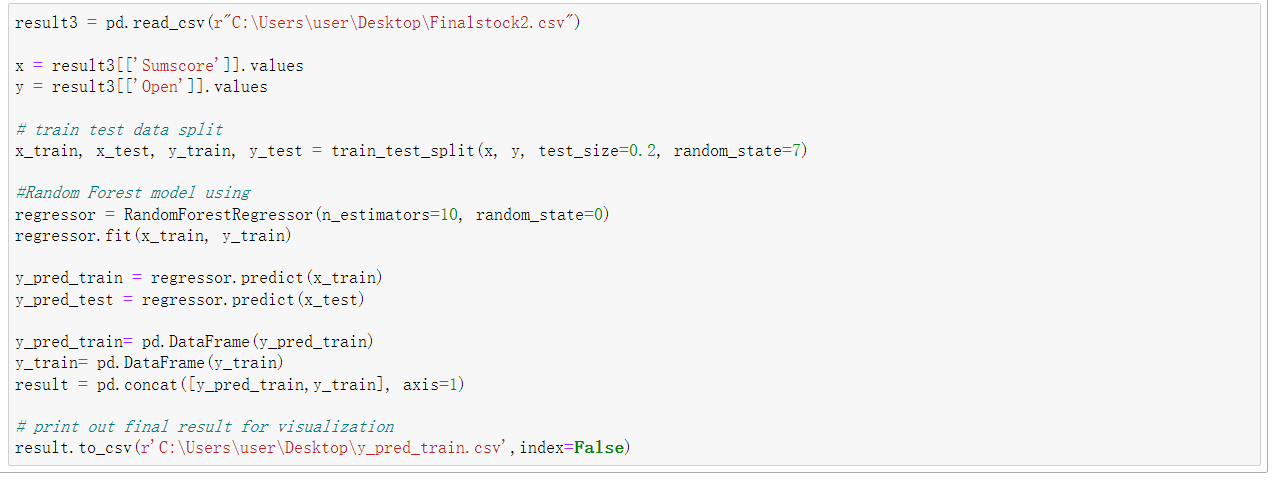 result3 = pd.read_csv(r"C:\Users\user\Desktop\Finalstock2.csv")
x = result3[['Sumscore']].values
y = result3[['Open']].values
# train test data split
x_train, x_test, y_train, y_test = train_test_split(x, y, test_size=0.2, random_state=7)
#Random Forest model using
regressor = RandomForestRegressor(n_estimators=10, random_state=0)
regressor.fit(x_train, y_train)
y_pred_train = regressor.predict(x_train)
y_pred_test = regressor.predict(x_test)
y_pred_train= pd.DataFrame(y_pred_train)
y_train= pd.DataFrame(y_train)
result = pd.concat([y_pred_train,y_train], axis=1)
# print out final result for visualization
result.to_csv(r'C:\Users\user\Desktop\y_pred_train.csv',index=False)